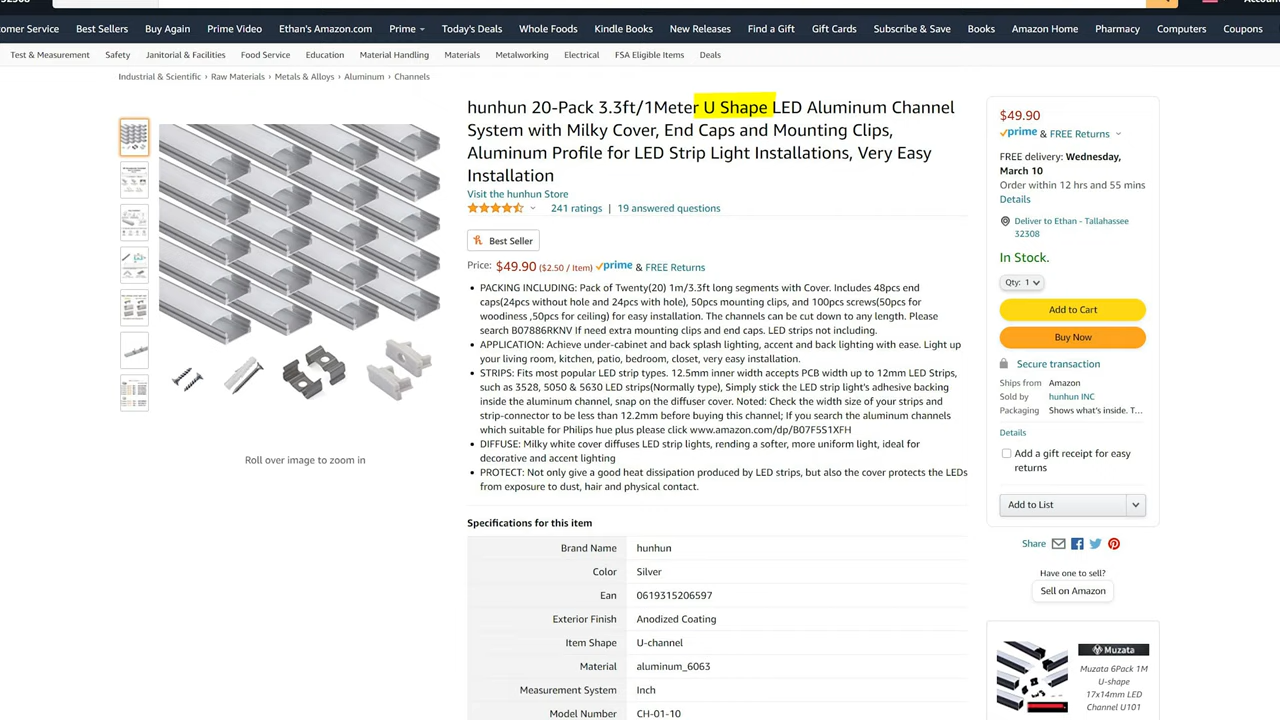 omer Service Best Sellers Buy Again Prime Video Ethan's Amazon.com Prime Today's Deals Whole Foods Kindle Books New Releases Find a Gift Gift Cards Subscribe & Save Books Amazon Home Pharmacy Computers Coupons
Test & Measurement Safety Janitorial & Facilities Food Service Education Material Handling Materials Metalworking Electrical FSA Eligible Items Deals
Industrial & Scientific › Raw Materials › Metals & Alloys › Aluminum › Channels
hunhun 20-Pack 3.3ft/1Meter U Shape LED Aluminum Channel
System with Milky Cover, End Caps and Mounting Clips,
Aluminum Profile for LED Strip Light Installations, Very Easy
Installation
Visit the hunhun Store
241 ratings | 19 answered questions
Best Seller
Price: $49.90 ($2.50 / Item) prime & FREE Returns
• PACKING INCLUDING: Pack of Twenty(20) 1m/3.3ft long segments with Cover. Includes 48pcs end
caps(24pcs without hole and 24pcs with hole), 50pcs mounting clips, and 100pcs screws(50pcs for
woodiness ,50pcs for ceiling) for easy installation. The channels can be cut down to any length. Please
search B07886RKNV If need extra mounting clips and end caps. LED strips not including.
• APPLICATION: Achieve under-cabinet and back splash lighting, accent and back lighting with ease. Light up
your living room, kitchen, patio, bedroom, closet, very easy installation.
• STRIPS: Fits most popular LED strip types. 12.5mm inner width accepts PCB width up to 12mm LED Strips,
such as 3528, 5050 & 5630 LED strips(Normally type), Simply stick the LED strip light's adhesive backing
inside the aluminum channel, snap on the diffuser cover. Noted: Check the width size of your strips and
strip-connector to be less than 12.2mm before buying this channel; If you search the aluminum channels
which suitable for Philips hue plus please click www.amazon.com/dp/B07F5S1XFH
• DIFFUSE: Milky white cover diffuses LED strip lights, rending a softer, more uniform light, ideal for
decorative and accent lighting
• PROTECT: Not only give a good heat dissipation produced by LED strips, but also the cover protects the LEDs
from exposure to dust, hair and physical contact.
Roll over image to zoom in
Specifications for this item
Brand Name hunhun
Color Silver
Ean 0619315206597
Exterior Finish Anodized Coating
Item Shape U-channel
Material aluminum_6063
Measurement System Inch
Model Number CH-01-10
$49.90
prime & FREE Returns
FREE delivery: Wednesday,
March 10
Order within 12 hrs and 55 mins
Details
Deliver to Ethan - Tallahassee
32308
In Stock.
Qty: 1
Add to Cart
Buy Now
Secure transaction
Ships from Amazon
Sold by hunhun INC
Packaging Shows what's inside. T...
Details
Add a gift receipt for easy
returns
Add to List
Share
Have one to sell?
Sell on Amazon
Muzata
Muzata 6Pack 1M
U-shape
17x14mm LED
Channel U101